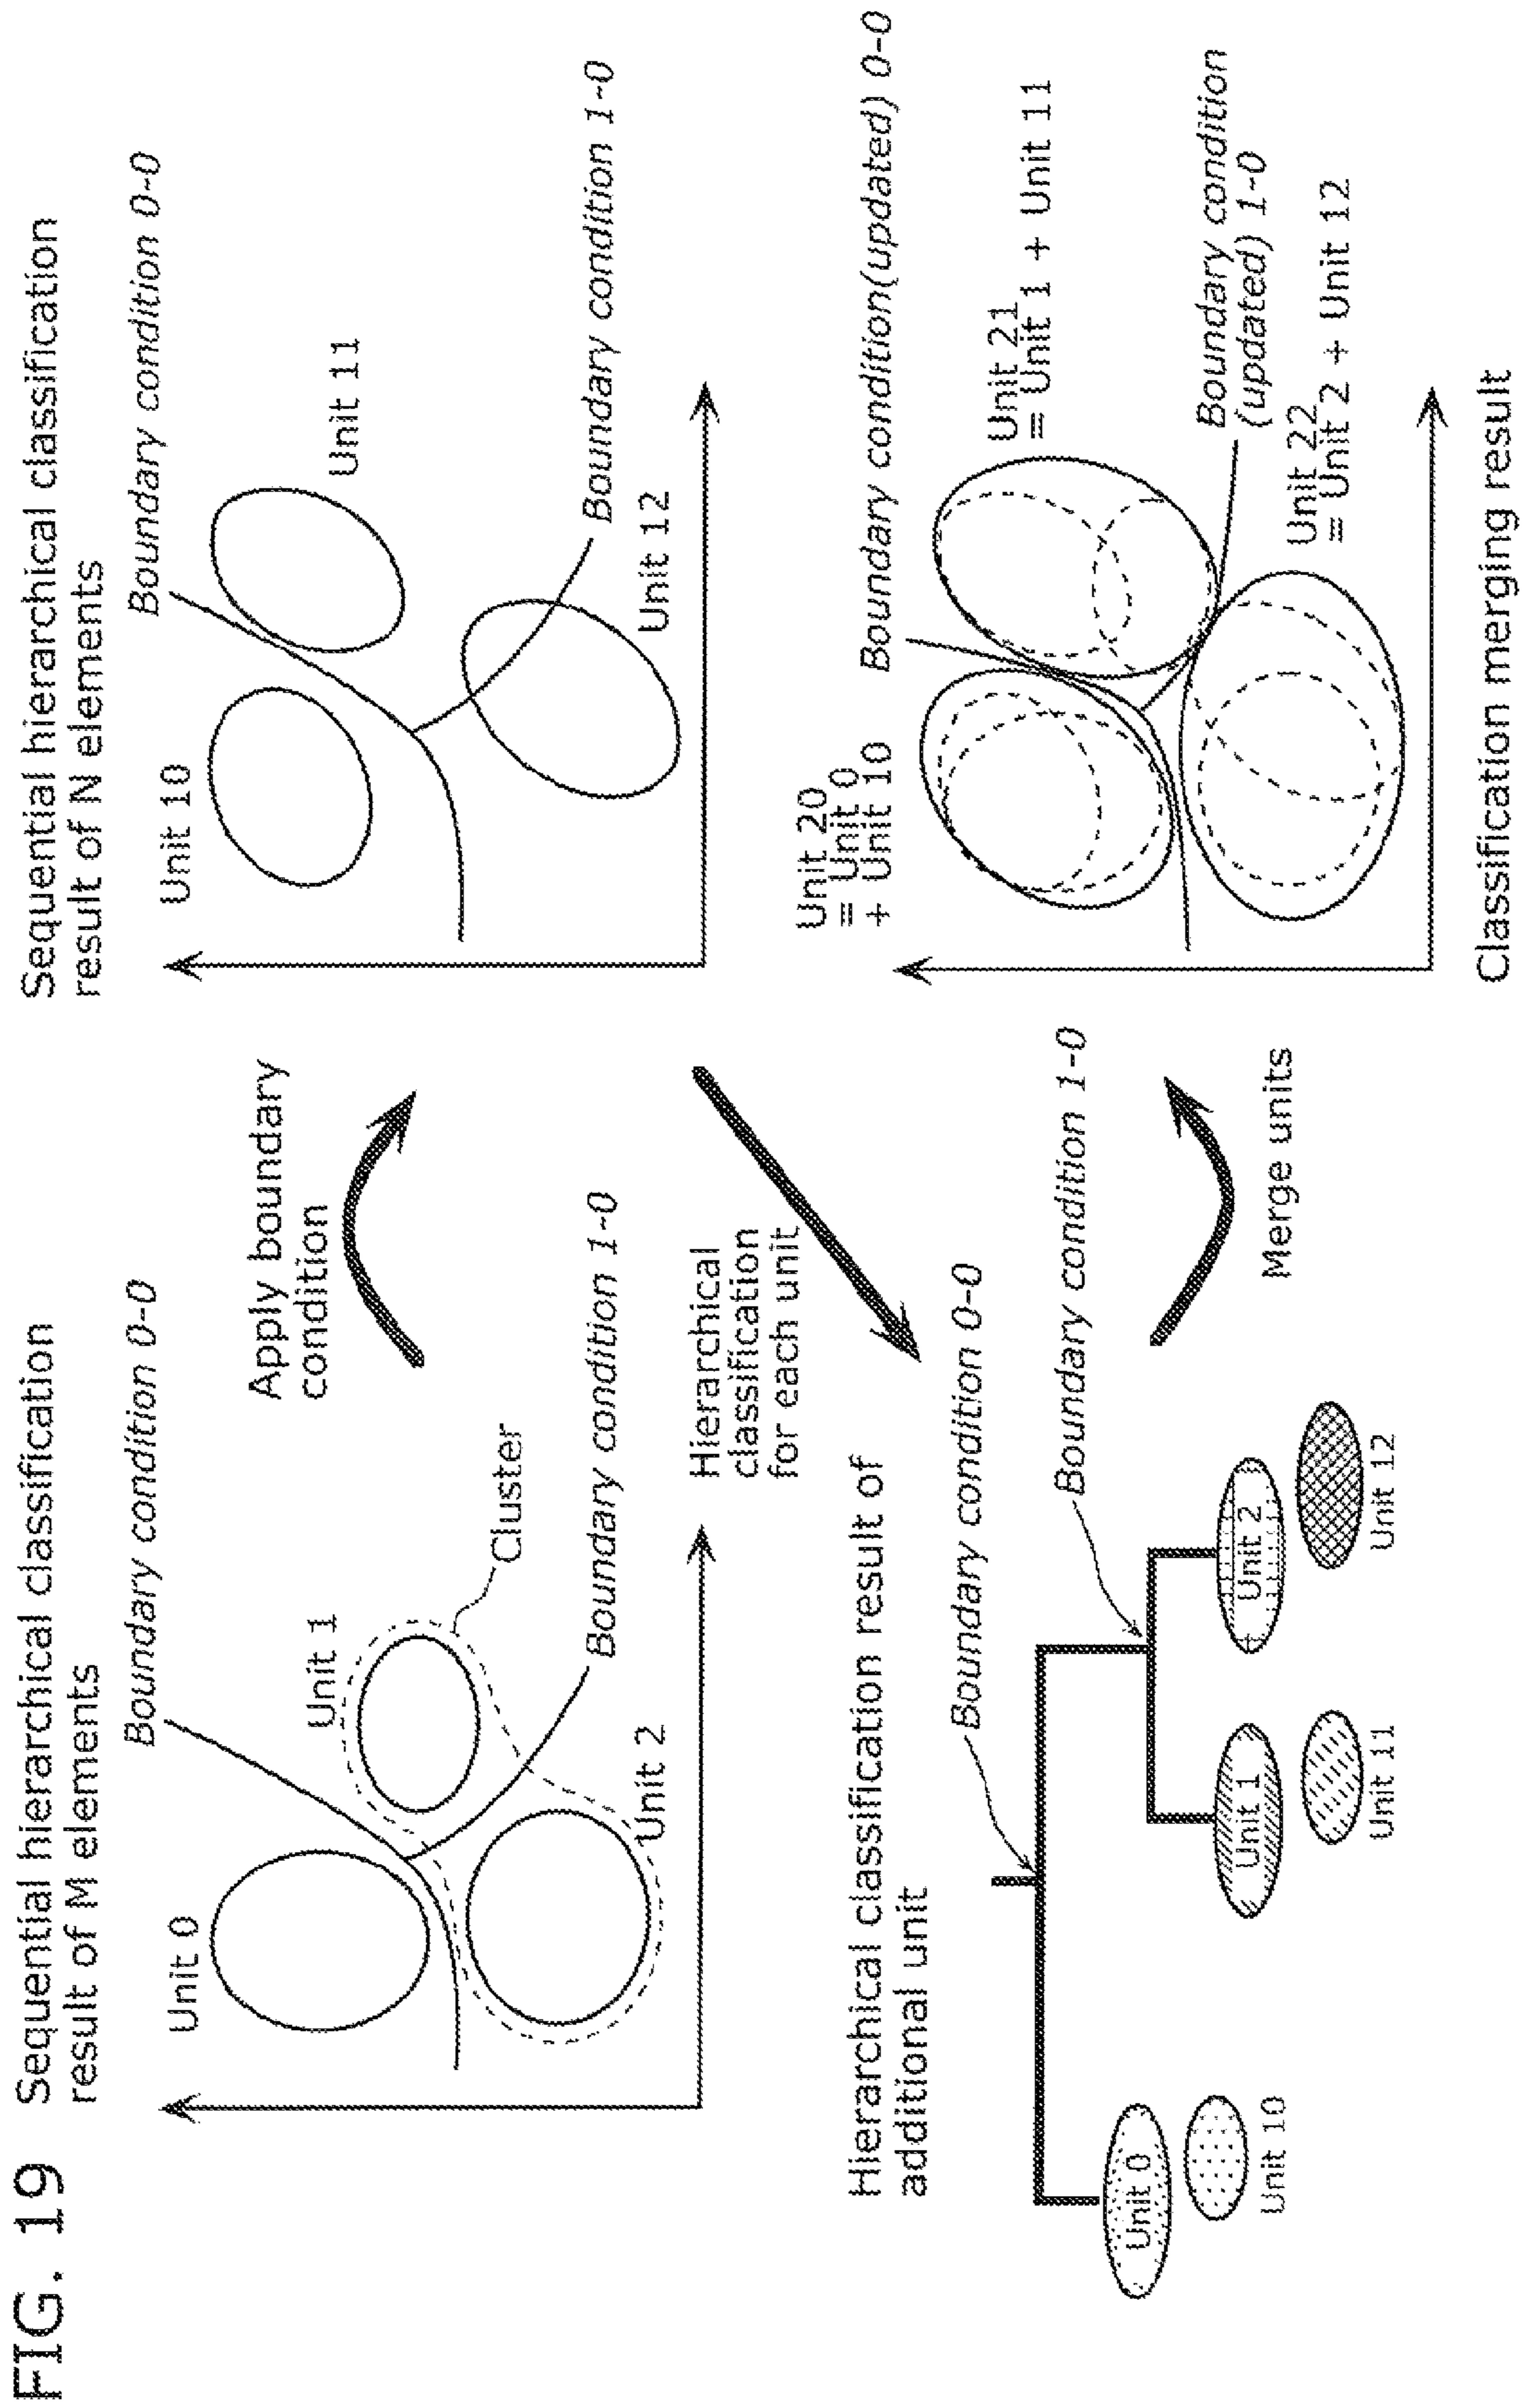 FIG. 19
Sequential hierarchical classification
result of M elements
Boundary condition 0-0
Unit 0
Unit 1
Cluster
Unit 2
Boundary condition 1-0
Apply boundary
condition
Sequential hierarchical classification
result of N elements
Boundary condition 0-0
Unit 10
Unit 11
Unit 12
Boundary condition 1-0
Hierarchical
classification
for each unit
Hierarchical classification result of
additional unit
Boundary condition 0-0
Boundary condition 1-0
Unit 0
Unit 10
Unit 1
Unit 11
Unit 2
Unit 12
Merge units
Unit 20
= Unit 0
+ Unit 10
Boundary condition(updated) 0-0
Unit 21
= Unit 1 + Unit 11
Boundary condition
(updated) 1-0
Unit 22
= Unit 2 + Unit 12
Classification merging result